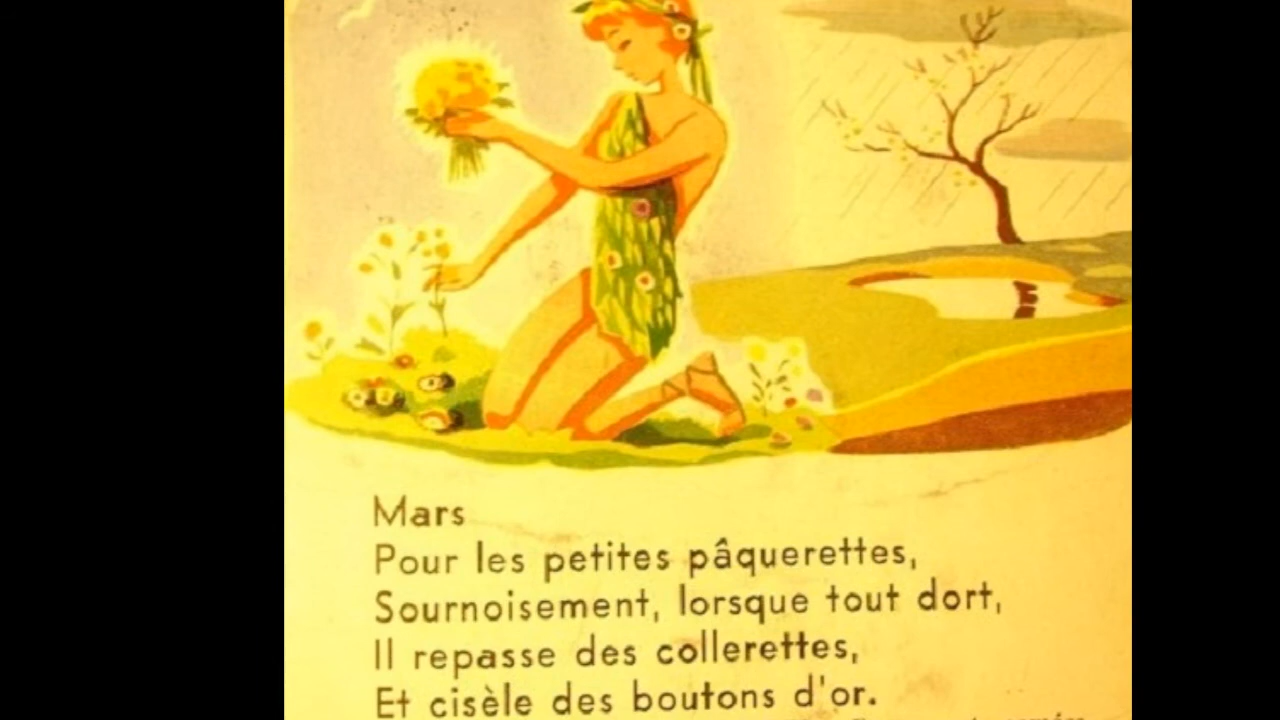 Mars
Pour les petites pâquerettes,
Sournoisement, lorsque tout dort,
Il repasse des collerettes,
Et cisèle des boutons d'or.